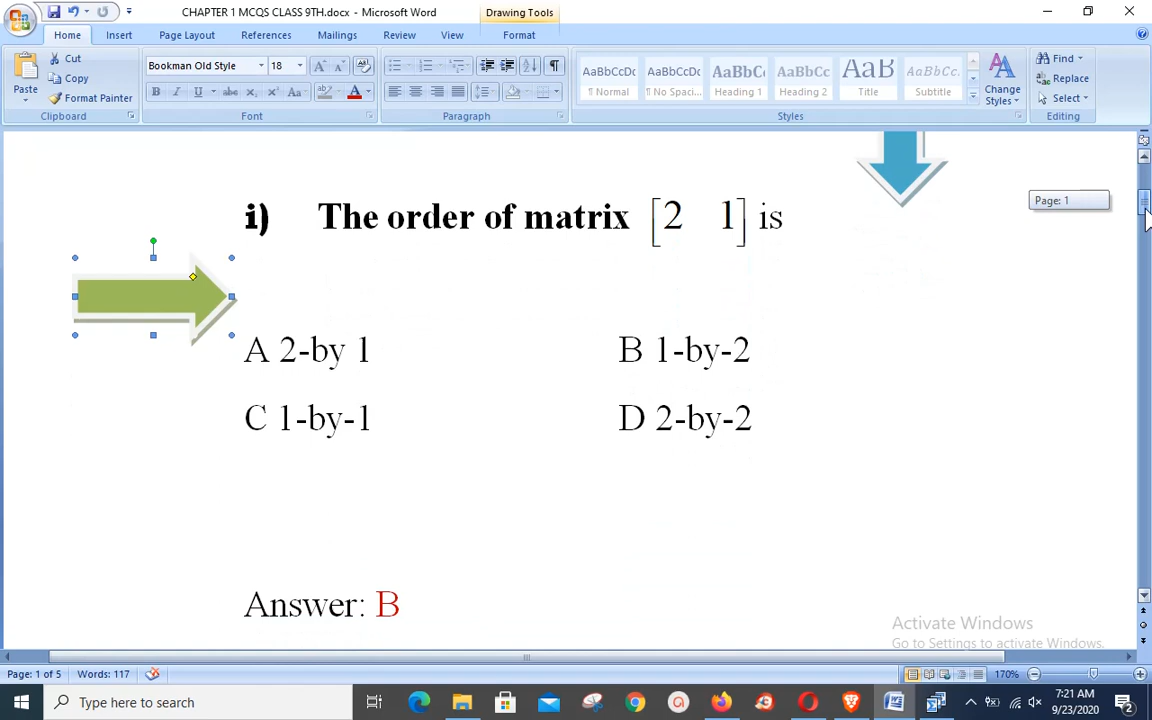 CHAPTER 1 MCQS CLASS 9TH.docx - Microsoft Word
Drawing Tools
Home Insert Page Layout References Mailings Review View Format
Paste
Cut
Copy
Format Painter
Clipboard
Bookman Old Style 18
B I U abc Aa A
Font
Paragraph
AaBbCcDc AaBbCcDc AaBbCc AaBbCc AaB AaBbCc.
¶ Normal ¶ No Spaci... Heading 1 Heading 2 Title Subtitle
Change Styles
Styles
Find
Replace
Select
Editing
Page: 1
i) The order of matrix [2 1] is
A 2-by 1 B 1-by-2
C 1-by-1 D 2-by-2
Answer: B
Activate Windows
Go to Settings to activate Windows.
Page: 1 of 5 Words: 117 170%
Type here to search
7:21 AM
9/23/2020
2